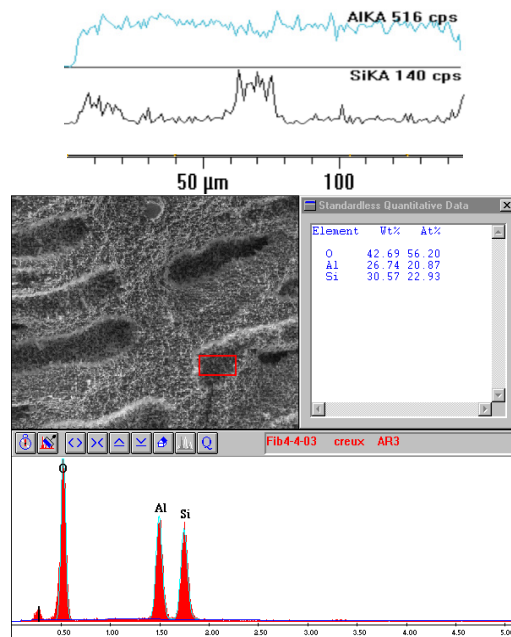 AlKA 516 cps
SiKA 140 cps
50 µm 100
Standardless Quantitative Data
Element Wt% At%
O 42.69 56.20
Al 26.74 20.87
Si 30.57 22.93
Q
Fib4-4-03 creux AR3
O
Al
Si
0.50 1.00 1.50 2.00 2.50 3.00 3.50 4.00 4.50 5.0